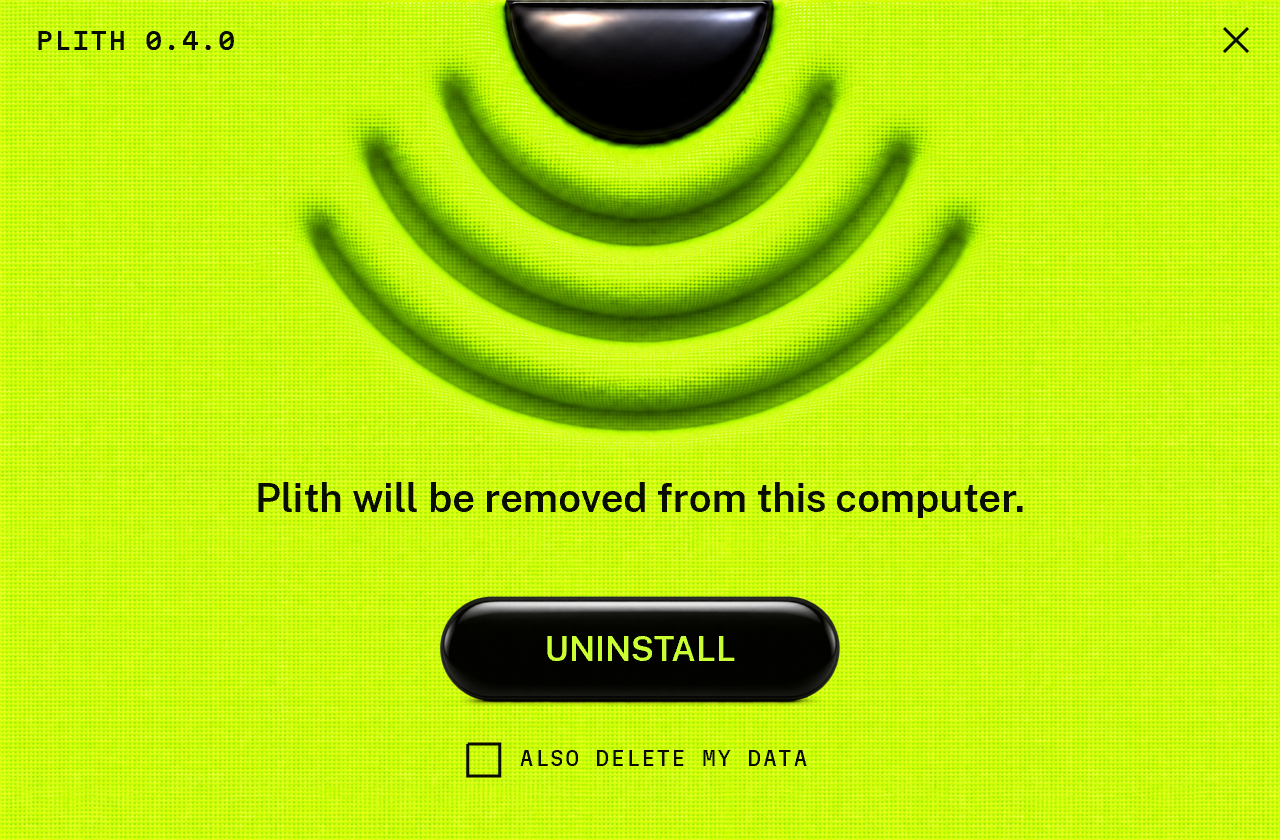 PLITH 0.4.0
Plith will be removed from this computer.
UNINSTALL
ALSO DELETE MY DATA